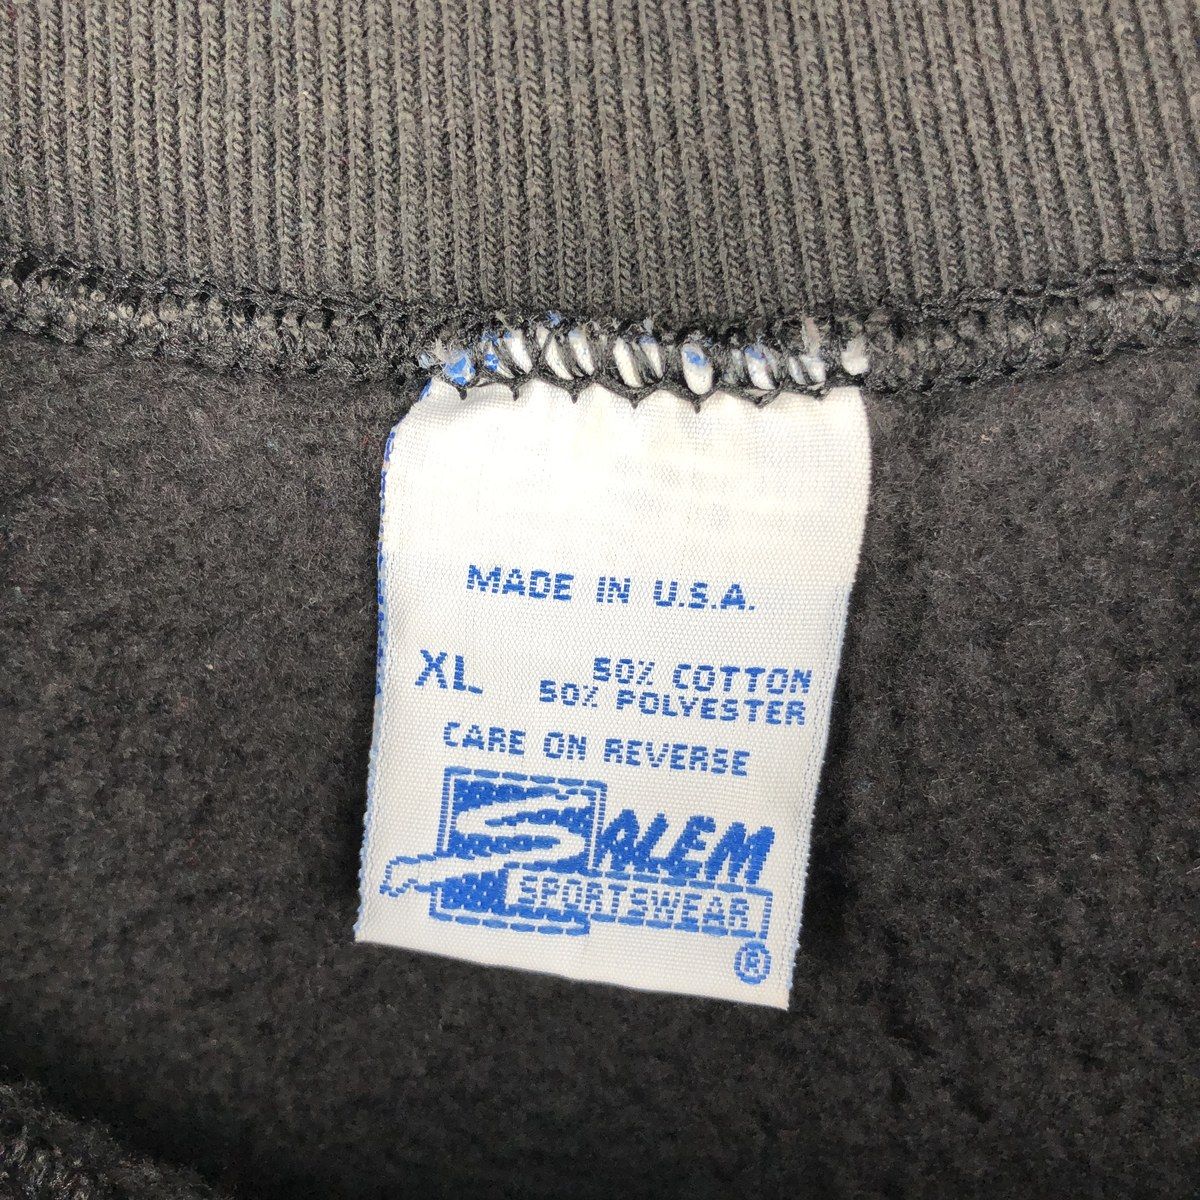 MADE IN U.S.A.
XL 50% COTTON
50% POLYESTER
CARE ON REVERSE
SALEM
SPORTSWEAR
®